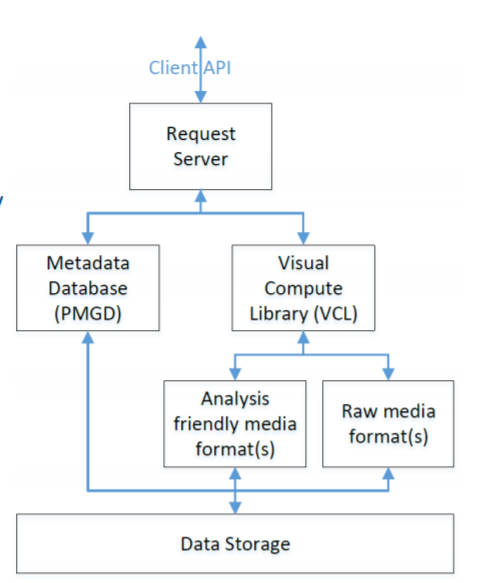 Client API
Request
Server
Metadata
Database
(PMGD)
Visual
Compute
Library (VCL)
Analysis
friendly media
format(s)
Raw media
format(s)
Data Storage